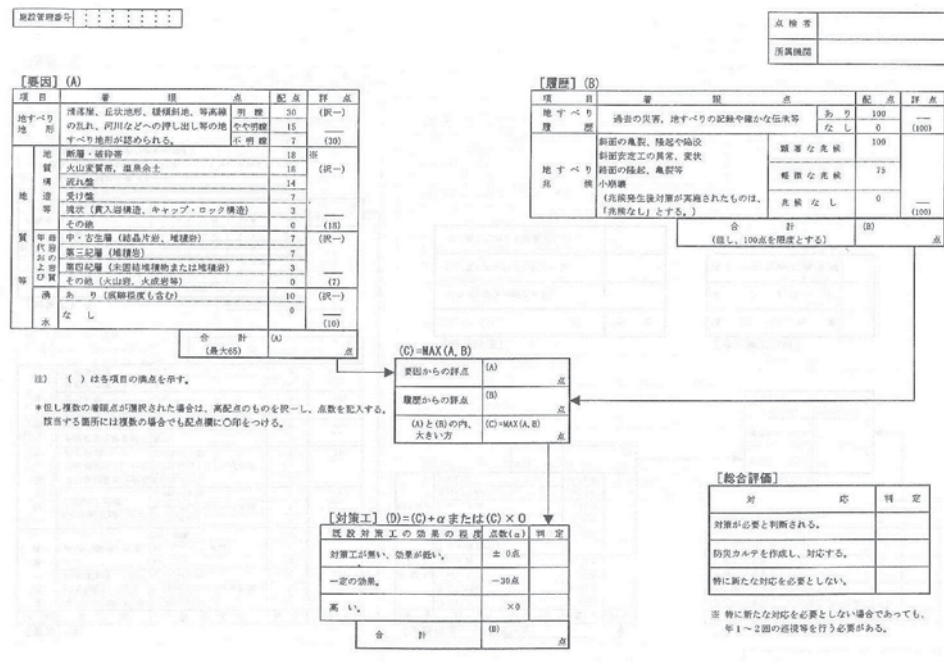 施設管理番号
点検者
所属機関
[要因] (A)
項 目 着 眼 点 配 点 評 点
地すべり地形 滑落崖、丘状地形、緩傾斜地、等高線 明 瞭 30 (択一)
の乱れ、河川などへの押し出し等の地 やや明瞭 15
すべり地形が認められる。 不 明 瞭 7 (30)
地質等
地質構造等 断層・破砕帯 18 ※
火山変質帯、温泉余土 16 (択一)
流れ盤 14
受け盤 7
塊状(貫入岩構造、キャップ・ロック構造) 3
その他 0 (18)
中・古生層(結晶片岩、堆積岩) 7 (択一)
第三紀層(堆積岩) 7
第四紀層(未固結堆積物または堆積岩) 3
その他(火山岩、火成岩等) 0 (7)
湧水 あ り(痕跡程度も含む) 10 (択一)
な し 0 (10)
合 計 (A)
(最大65) 点
注) ( )は各項目の満点を示す。
*但し複数の着眼点が選択された場合は、高配点のものを択一し、点数を記入する。
該当する箇所には複数の場合でも配点欄に○印をつける。
[履歴] (B)
項 目 着 眼 点 配 点 評 点
地すべり履歴 過去の災害、地すべりの記録や確かな伝承等 あ り 100
な し 0 (100)
地すべり兆候 斜面の亀裂、隆起や陥没 顕著な兆候 100
斜面安定工の異常、変状
路面の隆起、亀裂等 軽微な兆候 75
小崩壊
(兆候発生後対策が実施されたものは、 兆候なし 0
「兆候なし」とする。) (100)
合 計 (B)
(但し、100点を限度とする) 点
(C)=MAX(A,B)
要因からの評点 (A) 点
履歴からの評点 (B) 点
(A)と(B)の内、 (C)=MAX(A,B)
大きい方 点
[対策工] (D)=(C)+αまたは(C)×0
既設対策工の効果の程度 点数(α) 判 定
対策工が無い、効果が低い。 ± 0点
一定の効果。 −30点
高 い。 ×0
合 計 点
[総合評価]
対 応 判 定
対策が必要と判断される。
防災カルテを作成し、対応する。
特に新たな対応を必要としない。
※ 特に新たな対応を必要としない場合であっても、
年1~2回の巡視等を行う必要がある。